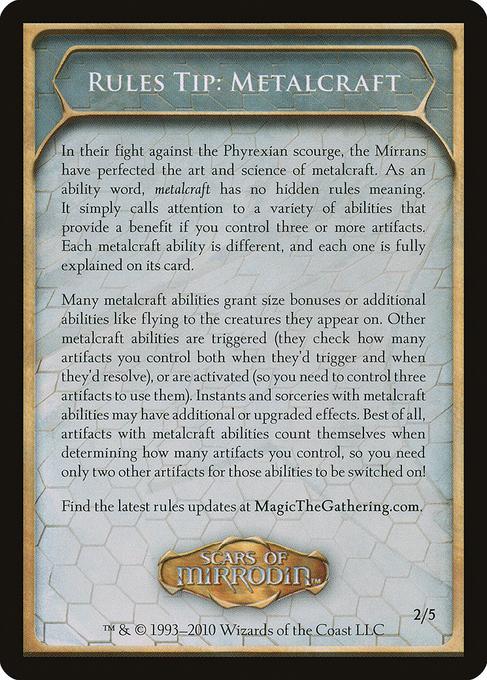 Rules Tip: Metalcraft
In their fight against the Phyrexian scourge, the Mirrans
have perfected the art and science of metalcraft. As an
ability word, metalcraft has no hidden rules meaning.
It simply calls attention to a variety of abilities that
provide a benefit if you control three or more artifacts.
Each metalcraft ability is different, and each one is fully
explained on its card.
Many metalcraft abilities grant size bonuses or additional
abilities like flying to the creatures they appear on. Other
metalcraft abilities are triggered (they check how many
artifacts you control both when they'd trigger and when
they'd resolve), or are activated (so you need to control three
artifacts to use them). Instants and sorceries with metalcraft
abilities may have additional or upgraded effects. Best of all,
artifacts with metalcraft abilities count themselves when
determining how many artifacts you control, so you need
only two other artifacts for those abilities to be switched on!
Find the latest rules updates at MagicTheGathering.com.
SCARS OF
MIRRODIN™
2/5
™ & © 1993–2010 Wizards of the Coast LLC